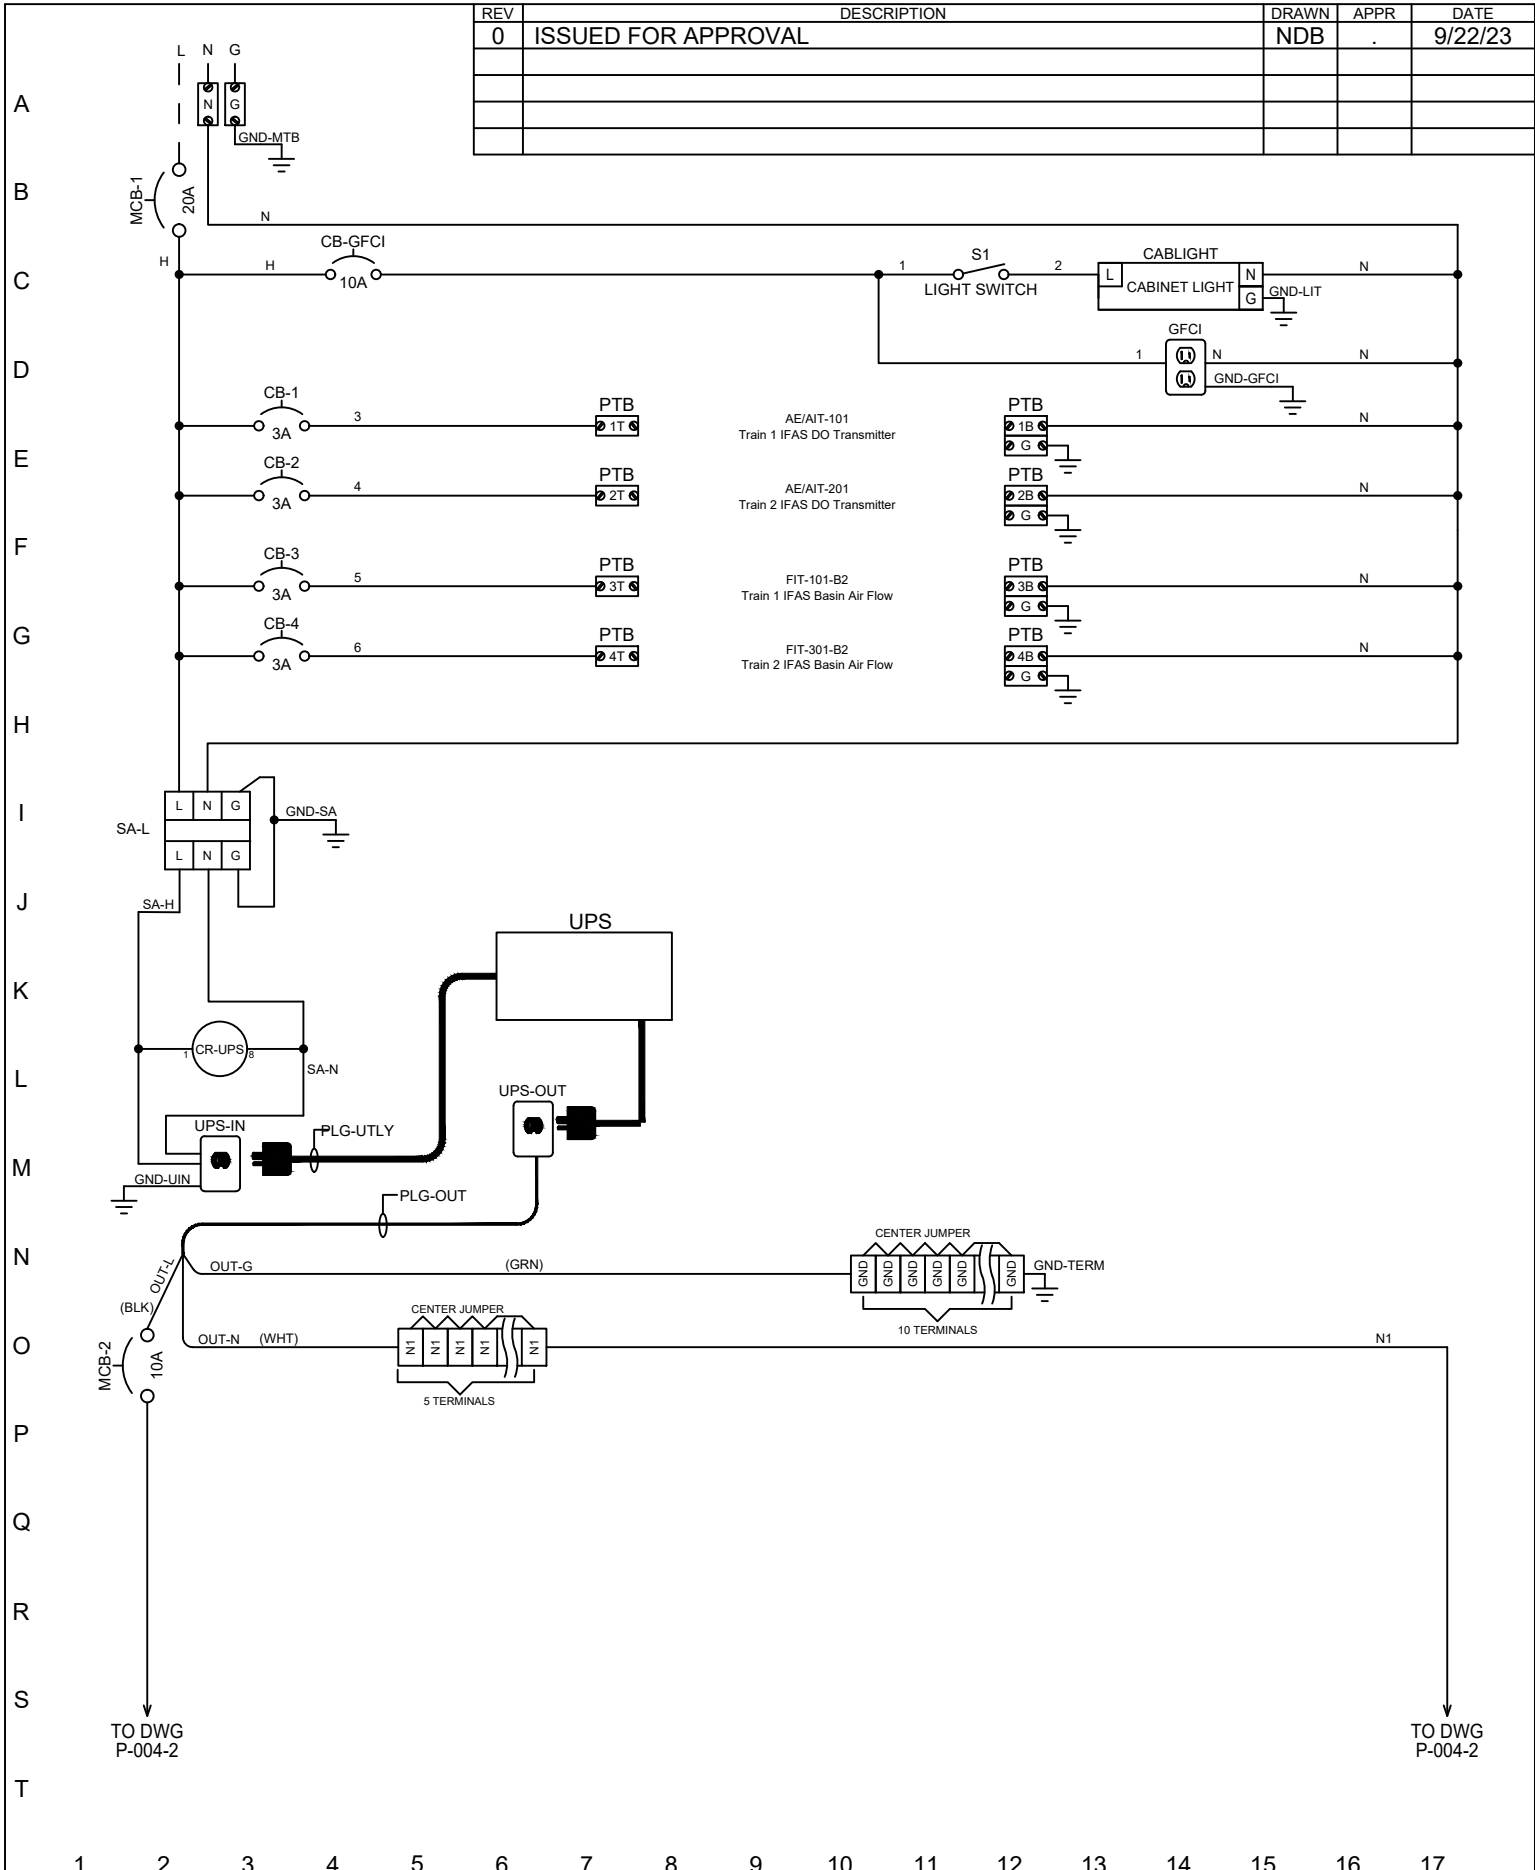 REV DESCRIPTION DRAWN APPR DATE
0 ISSUED FOR APPROVAL NDB . 9/22/23
L N G
A
N G
GND-MTB
B
MCB-1
20A
N
C
H
H
CB-GFCI
10A
1
S1
LIGHT SWITCH
2
CABLIGHT
L CABINET LIGHT N
G
GND-LIT
N
D
GFCI
1
N
GND-GFCI
N
E
CB-1
3A
3
PTB
1T
AE/AIT-101
Train 1 IFAS DO Transmitter
PTB
1B
G
N
CB-2
3A
4
PTB
2T
AE/AIT-201
Train 2 IFAS DO Transmitter
PTB
2B
G
N
F
CB-3
3A
5
PTB
3T
FIT-101-B2
Train 1 IFAS Basin Air Flow
PTB
3B
G
N
G
CB-4
3A
6
PTB
4T
FIT-301-B2
Train 2 IFAS Basin Air Flow
PTB
4B
G
N
H
I
L N G
SA-L
GND-SA
L N G
J
SA-H
UPS
K
1 CR-UPS 8
L
SA-N
UPS-OUT
UPS-IN
PLG-UTLY
M
GND-UIN
PLG-OUT
N
OUT-L
OUT-G
(GRN)
CENTER JUMPER
GND GND GND GND GND GND
GND-TERM
10 TERMINALS
(BLK)
O
MCB-2
10A
OUT-N (WHT)
CENTER JUMPER
N1 N1 N1 N1 N1
5 TERMINALS
N1
P
Q
R
S
TO DWG
P-004-2
TO DWG
P-004-2
T
1 2 3 4 5 6 7 8 9 10 11 12 13 14 15 16 17